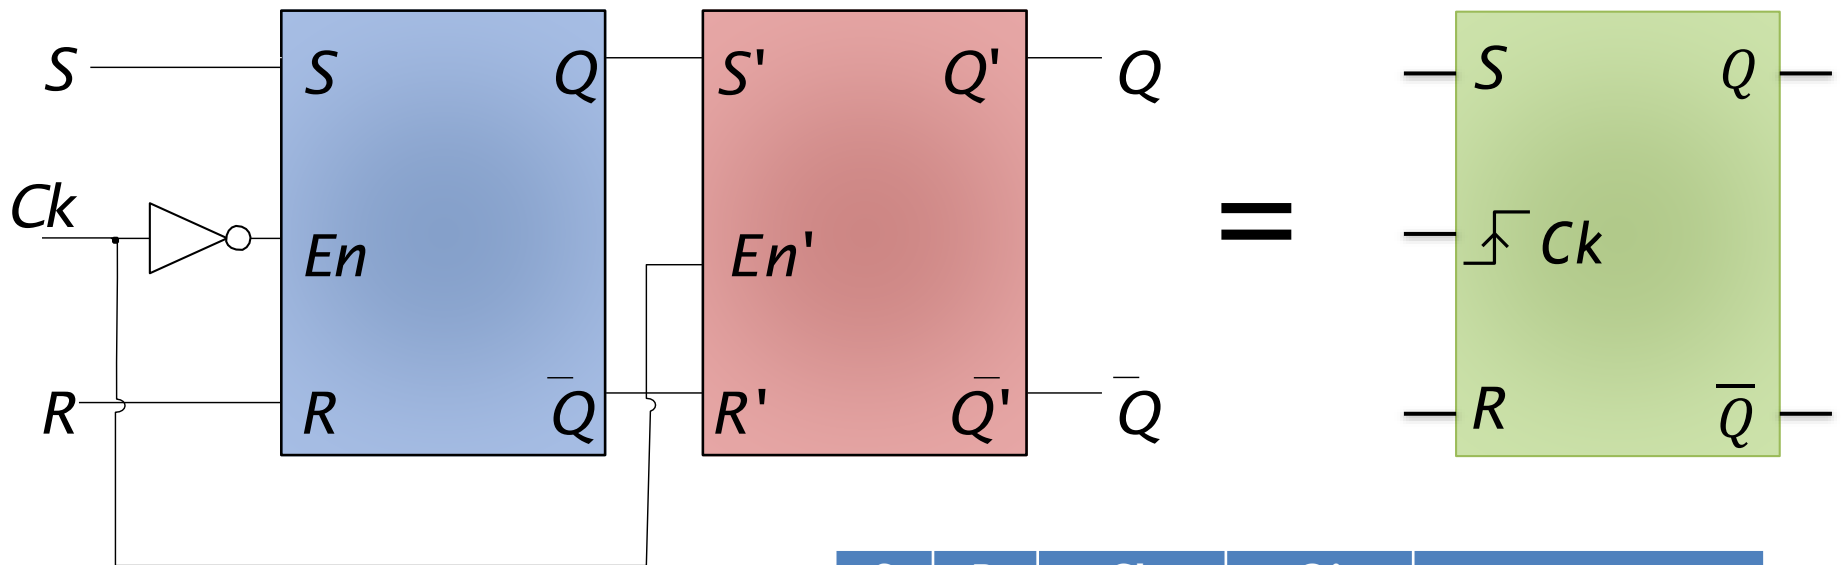 S S Q S' Q' Q S Q
Ck En En' = Ck
R R Q̅ R' Q̅' Q̅ R Q̅